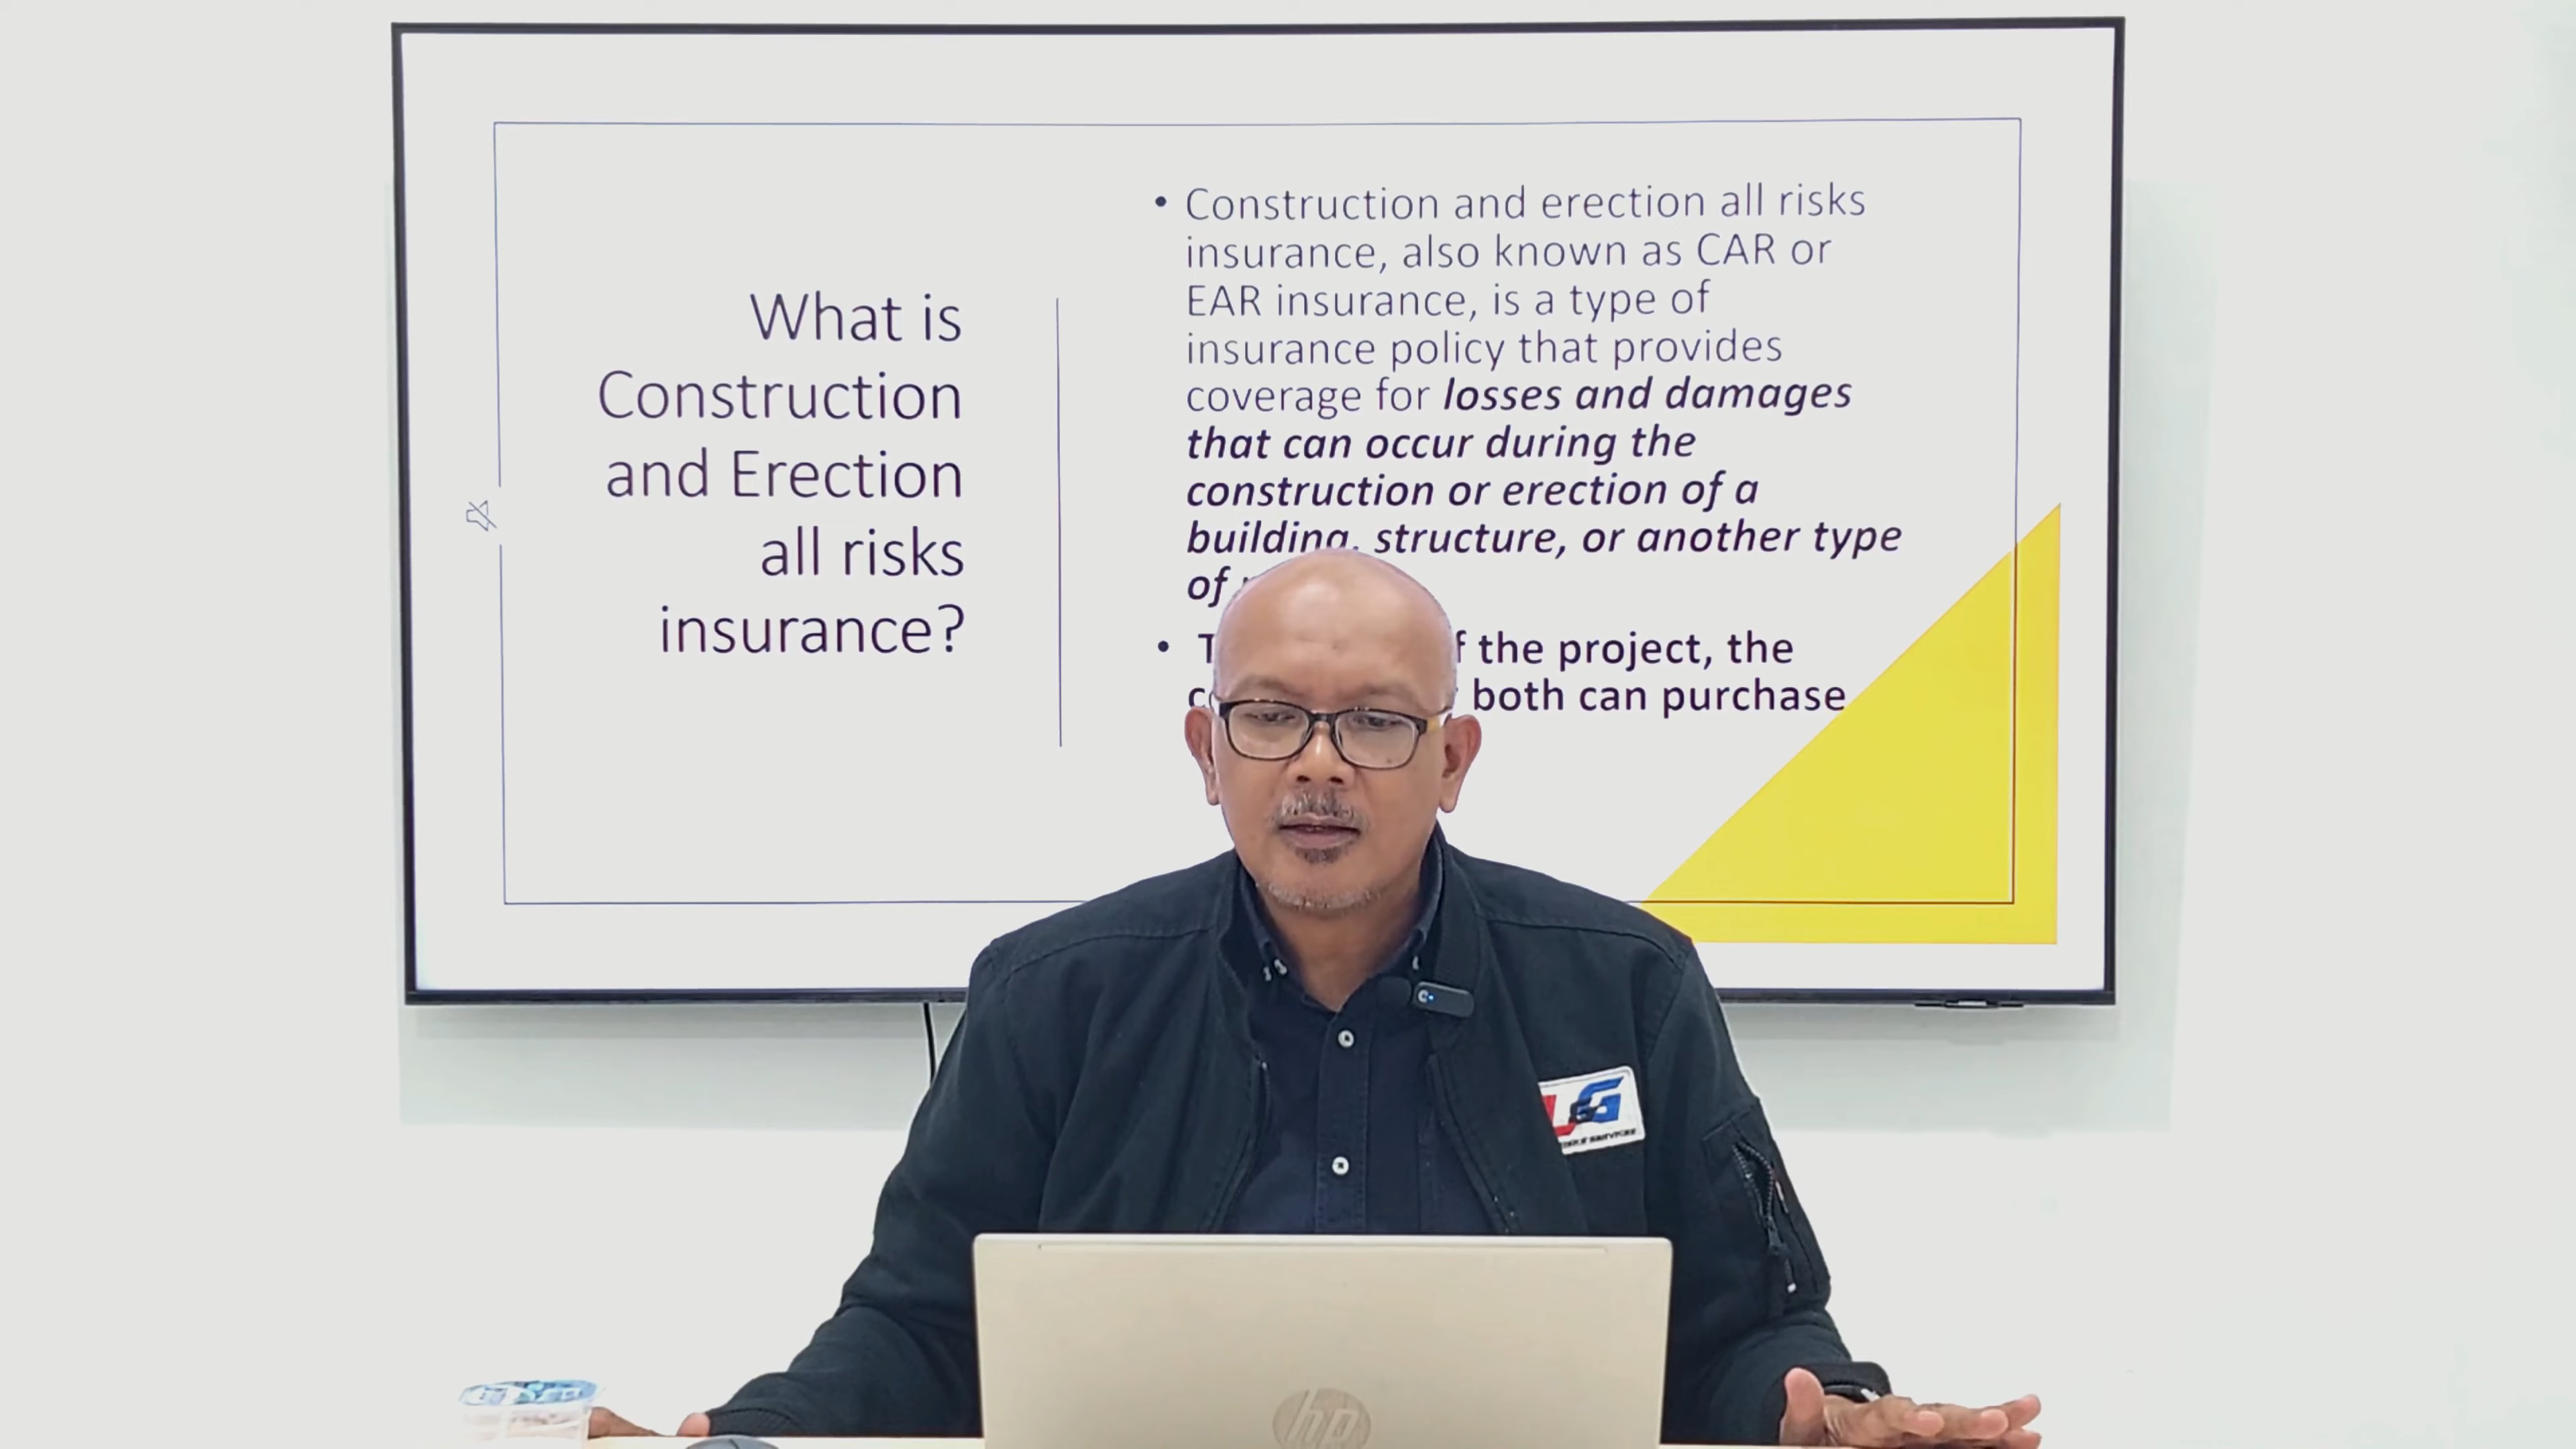 What is
Construction
and Erection
all risks
insurance?
• Construction and erection all risks
insurance, also known as CAR or
EAR insurance, is a type of
insurance policy that provides
coverage for losses and damages
that can occur during the
construction or erection of a
building, structure, or another type
of
• the project, the
both can purchase
hp